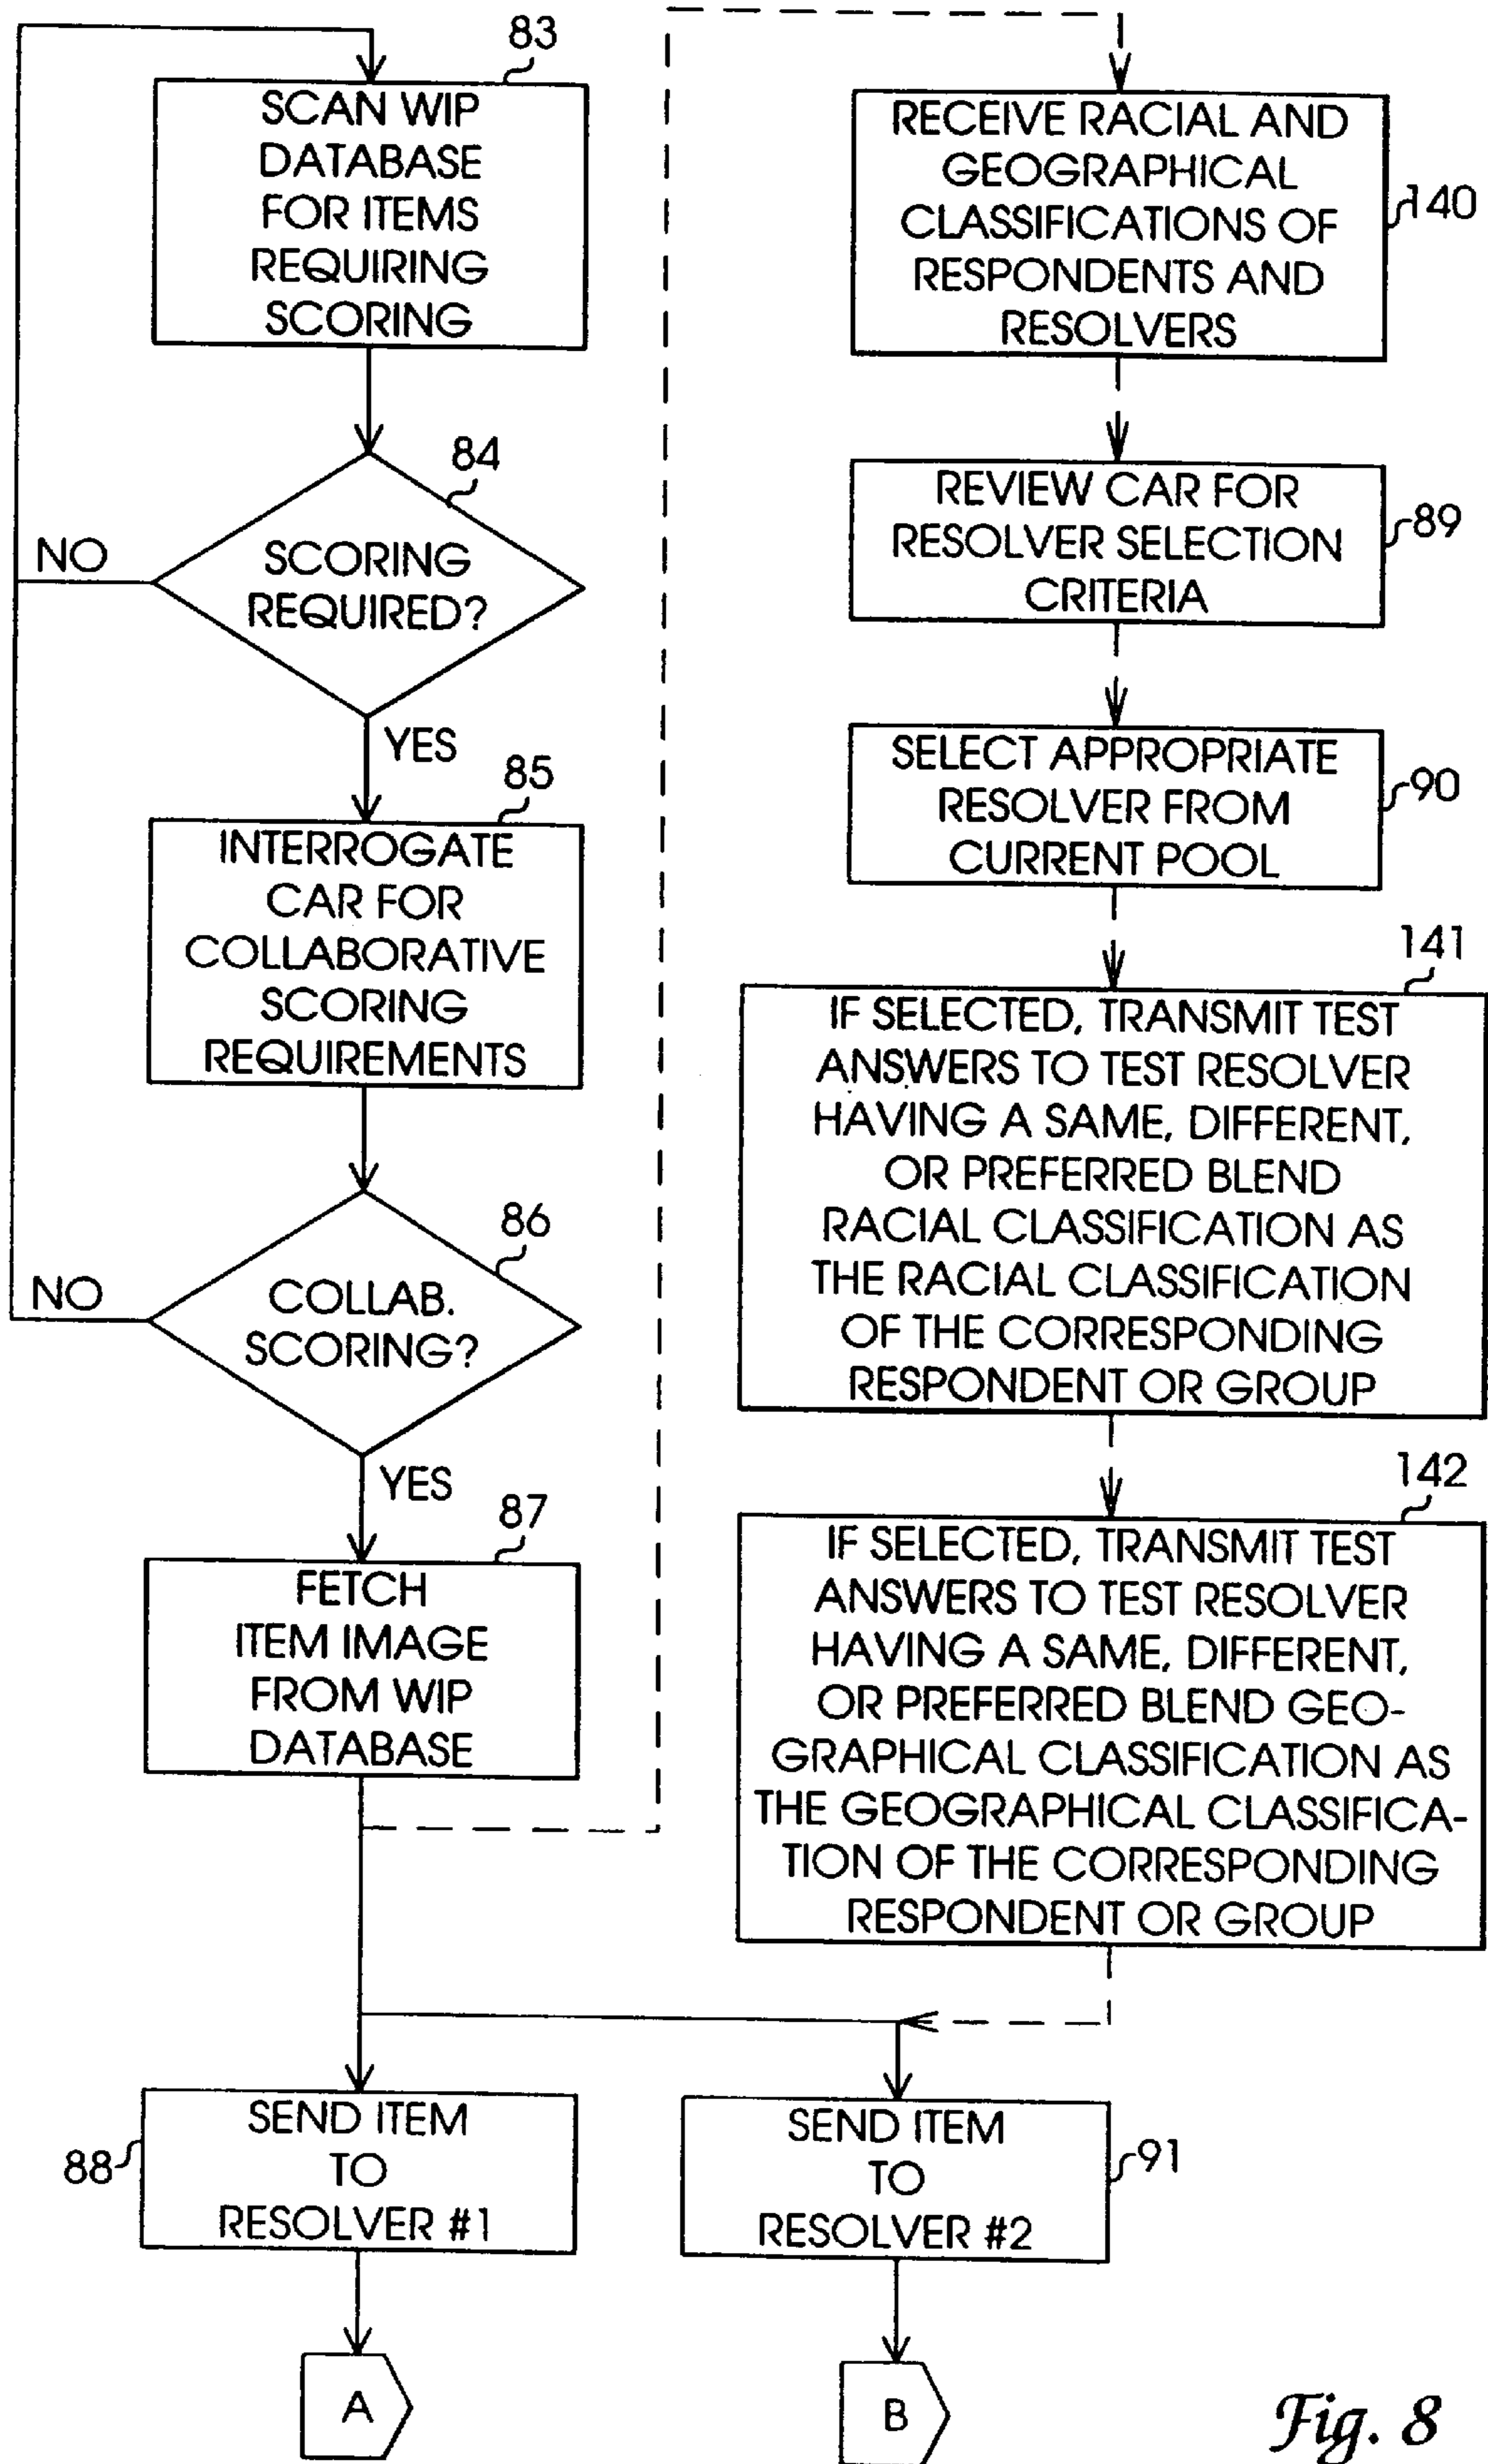 83
SCAN WIP
DATABASE
FOR ITEMS
REQUIRING
SCORING
84
NO
SCORING
REQUIRED?
YES
85
INTERROGATE
CAR FOR
COLLABORATIVE
SCORING
REQUIREMENTS
86
NO
COLLAB.
SCORING?
YES
87
FETCH
ITEM IMAGE
FROM WIP
DATABASE
RECEIVE RACIAL AND
GEOGRAPHICAL
CLASSIFICATIONS OF
RESPONDENTS AND
RESOLVERS
140
REVIEW CAR FOR
RESOLVER SELECTION
CRITERIA
89
SELECT APPROPRIATE
RESOLVER FROM
CURRENT POOL
90
141
IF SELECTED, TRANSMIT TEST
ANSWERS TO TEST RESOLVER
HAVING A SAME, DIFFERENT,
OR PREFERRED BLEND
RACIAL CLASSIFICATION AS
THE RACIAL CLASSIFICATION
OF THE CORRESPONDING
RESPONDENT OR GROUP
142
IF SELECTED, TRANSMIT TEST
ANSWERS TO TEST RESOLVER
HAVING A SAME, DIFFERENT,
OR PREFERRED BLEND GEO-
GRAPHICAL CLASSIFICATION AS
THE GEOGRAPHICAL CLASSIFICA-
TION OF THE CORRESPONDING
RESPONDENT OR GROUP
88
SEND ITEM
TO
RESOLVER #1
SEND ITEM
TO
RESOLVER #2
91
A
B
Fig. 8